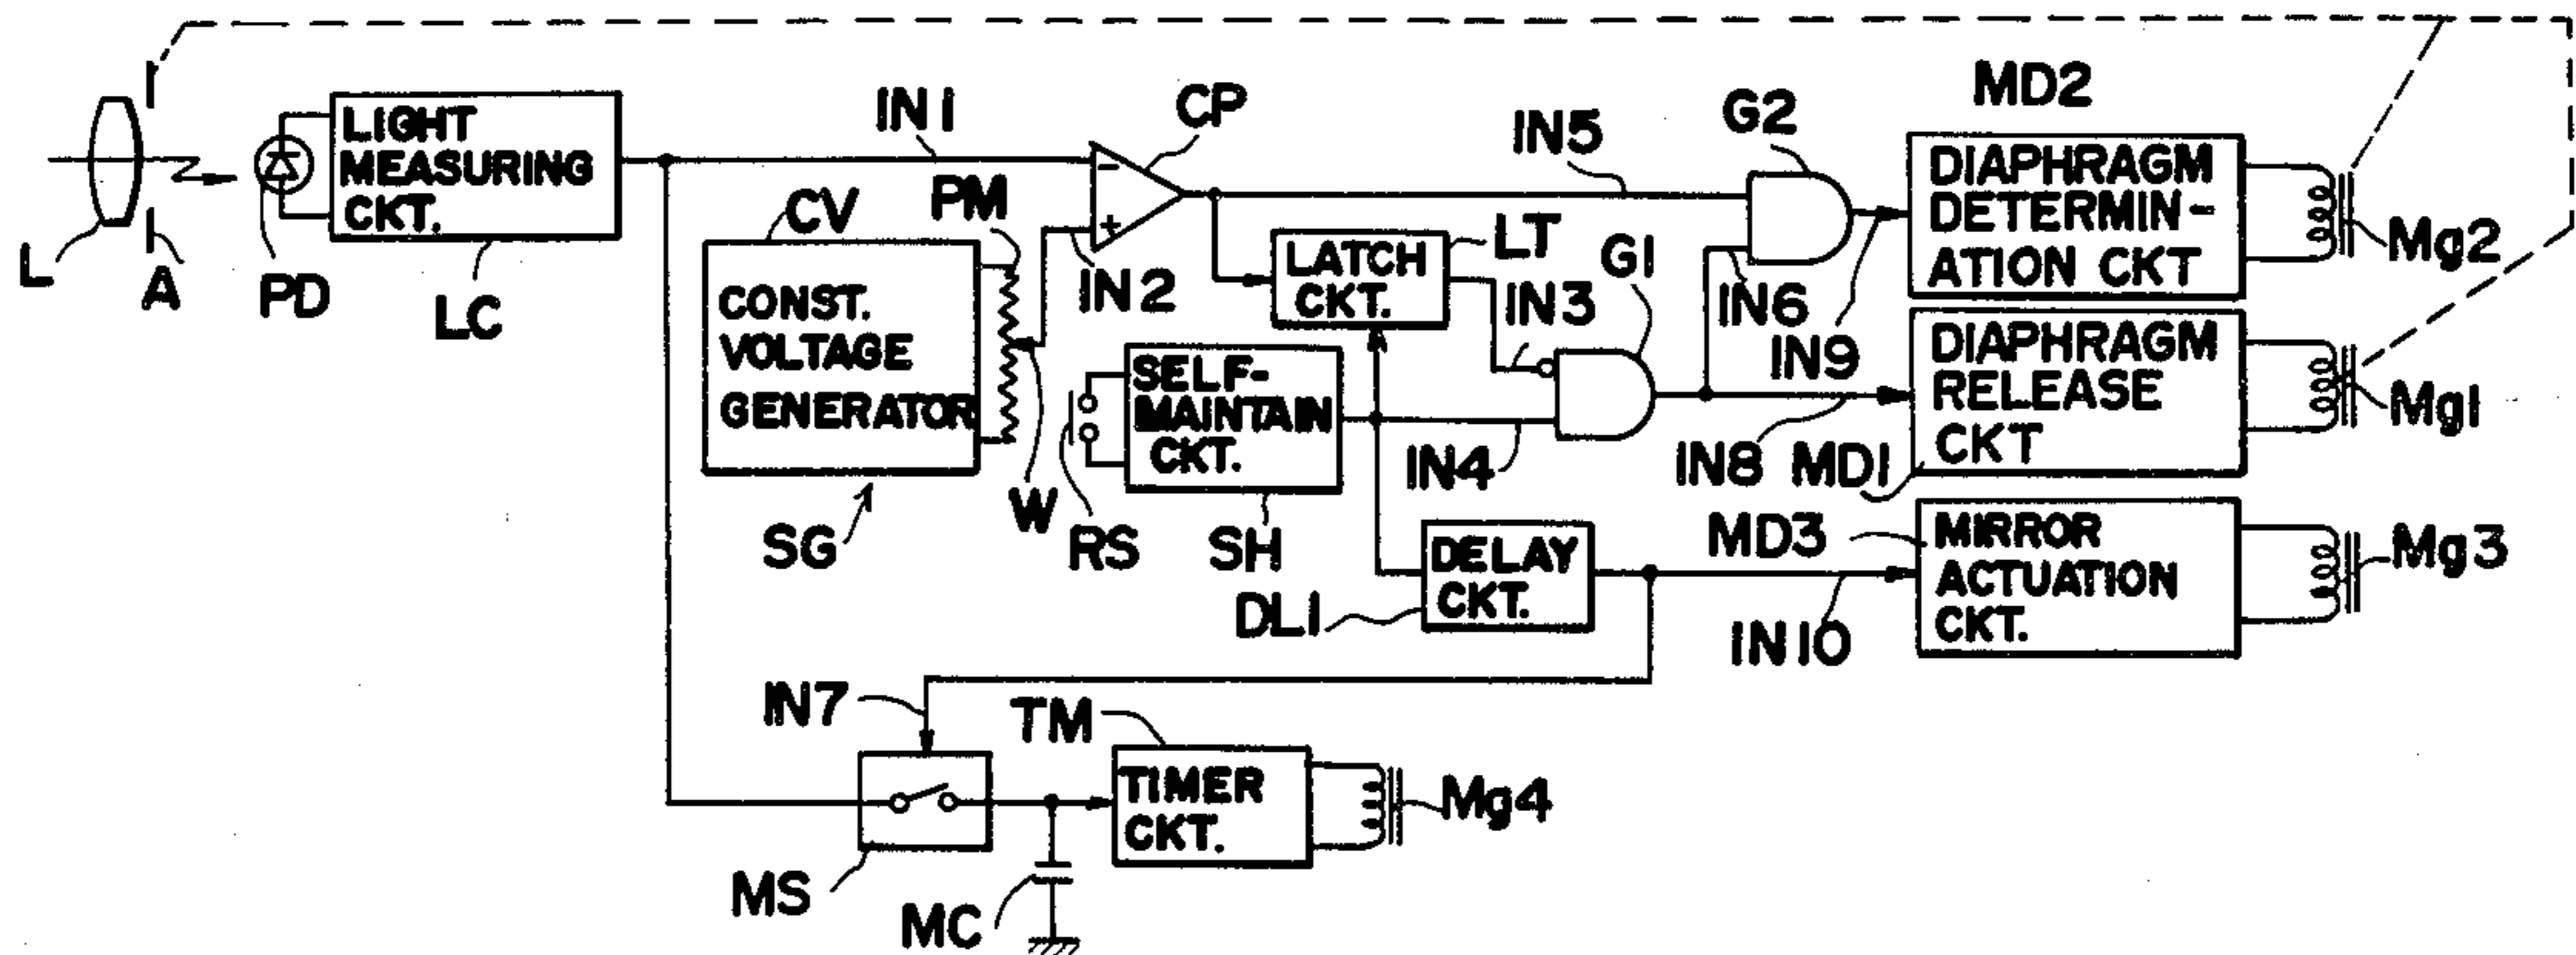 L
A
PD
LIGHT
MEASURING
CKT.
LC
IN1
CP
CV
PM
CONST.
VOLTAGE
GENERATOR
SG
W
IN2
RS
SELF-
MAINTAIN
CKT.
SH
LATCH
CKT.
LT
IN3
G1
IN4
IN5
G2
IN6
IN9
MD2
DIAPHRAGM
DETERMIN-
ATION CKT
Mg2
IN8
MD1
DIAPHRAGM
RELEASE
CKT
Mg1
DELAY
CKT.
DL1
MD3
IN10
MIRROR
ACTUATION
CKT.
Mg3
IN7
MS
MC
TM
TIMER
CKT.
Mg4